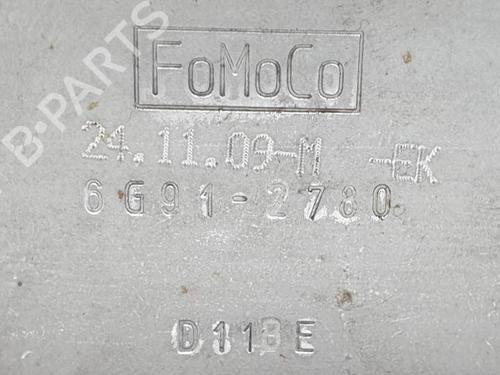 B-PARTS
FoMoCo
24.11.09-M -EK
6G91-2780
D11BE